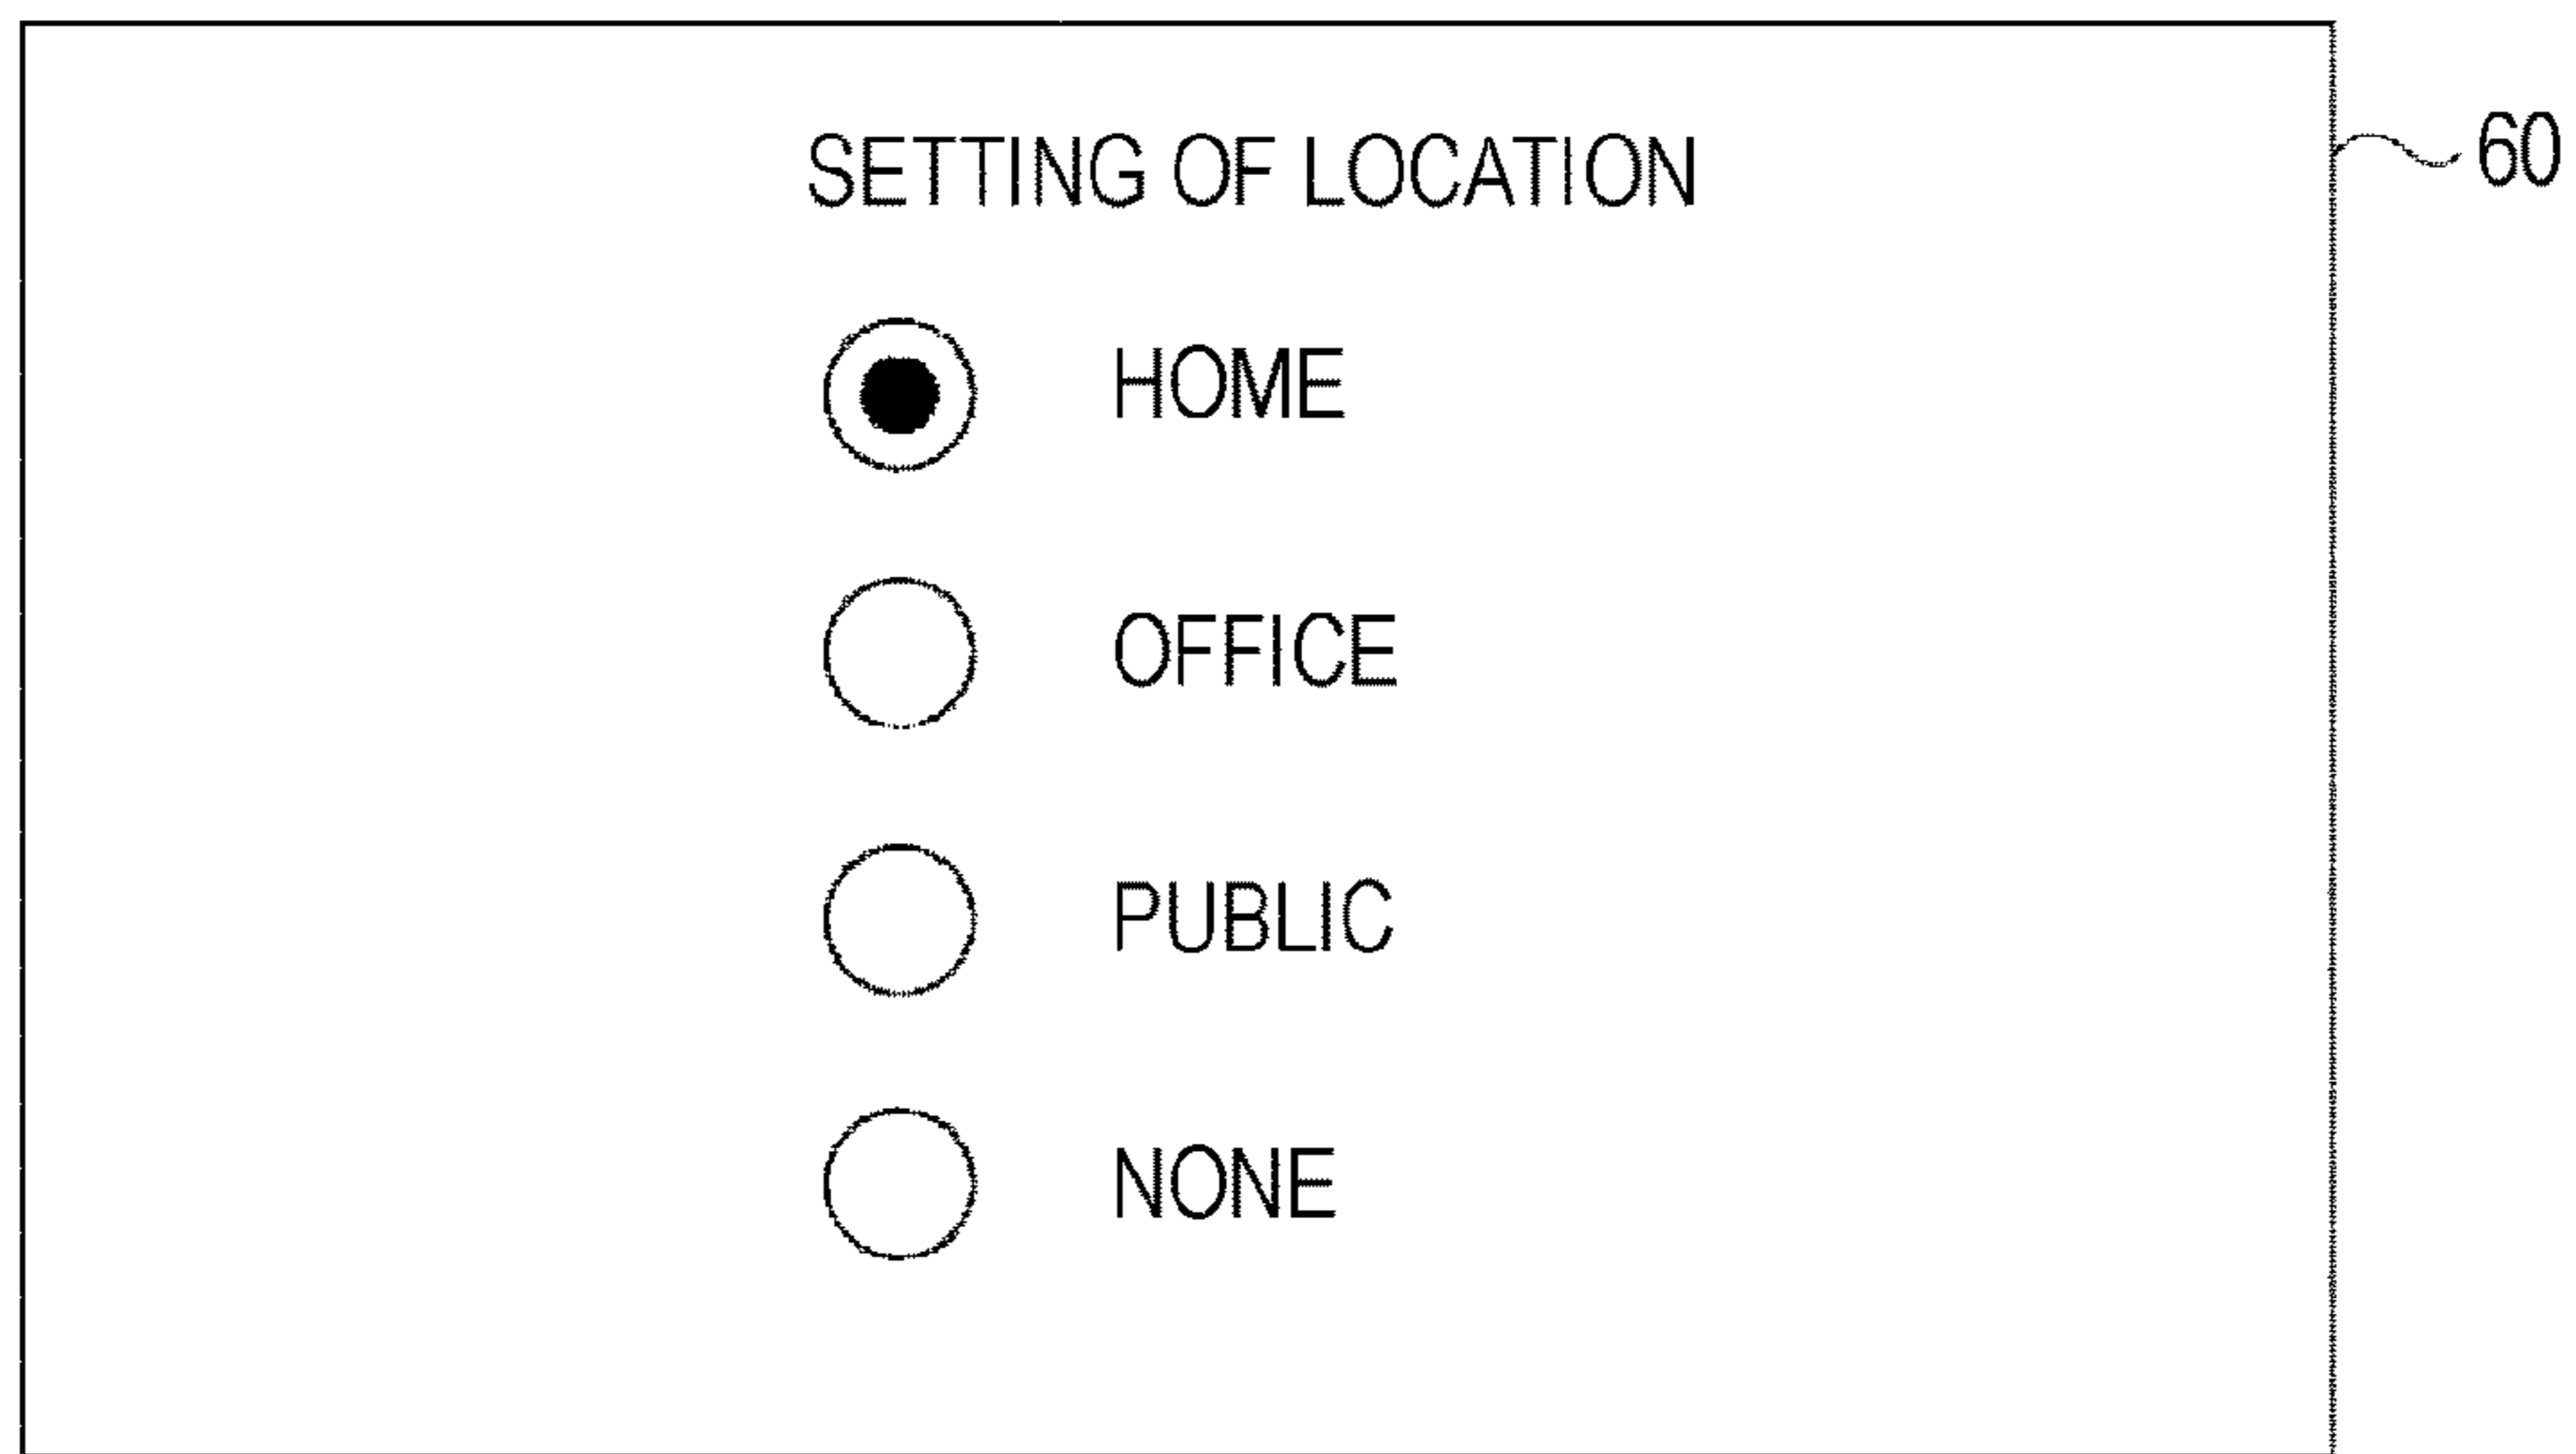 SETTING OF LOCATION
60
HOME
OFFICE
PUBLIC
NONE